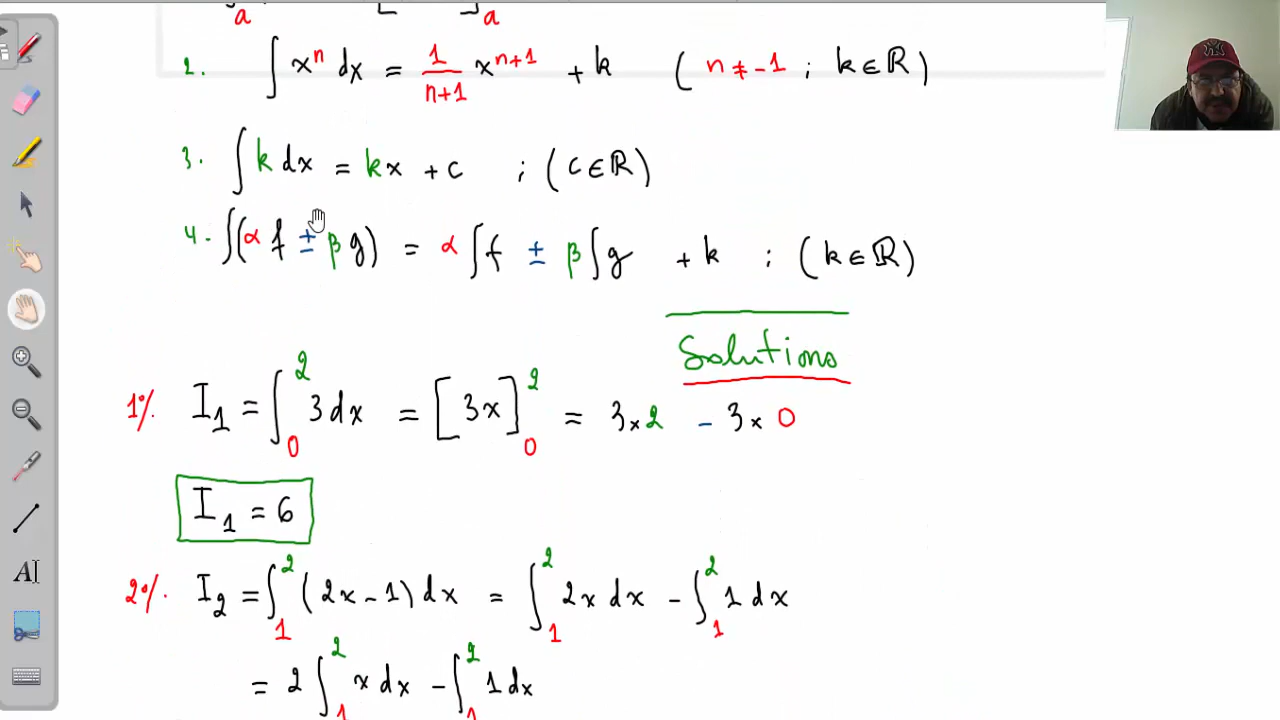 a [ ] a
2. ∫ xⁿ dx = 1/(n+1) xⁿ⁺¹ + k ( n ≠ -1 ; k ∈ ℝ )
3. ∫ k dx = kx + c ; ( c ∈ ℝ )
4. ∫(α f ± β g) = α ∫f ± β ∫g + k ; ( k ∈ ℝ )
Solutions
1°/. I₁ = ∫₀² 3 dx = [3x]₀² = 3×2 - 3×0
I₁ = 6
2°/. I₂ = ∫₁² (2x - 1) dx = ∫₁² 2x dx - ∫₁² 1 dx
= 2 ∫₁² x dx - ∫₁² 1 dx
AI